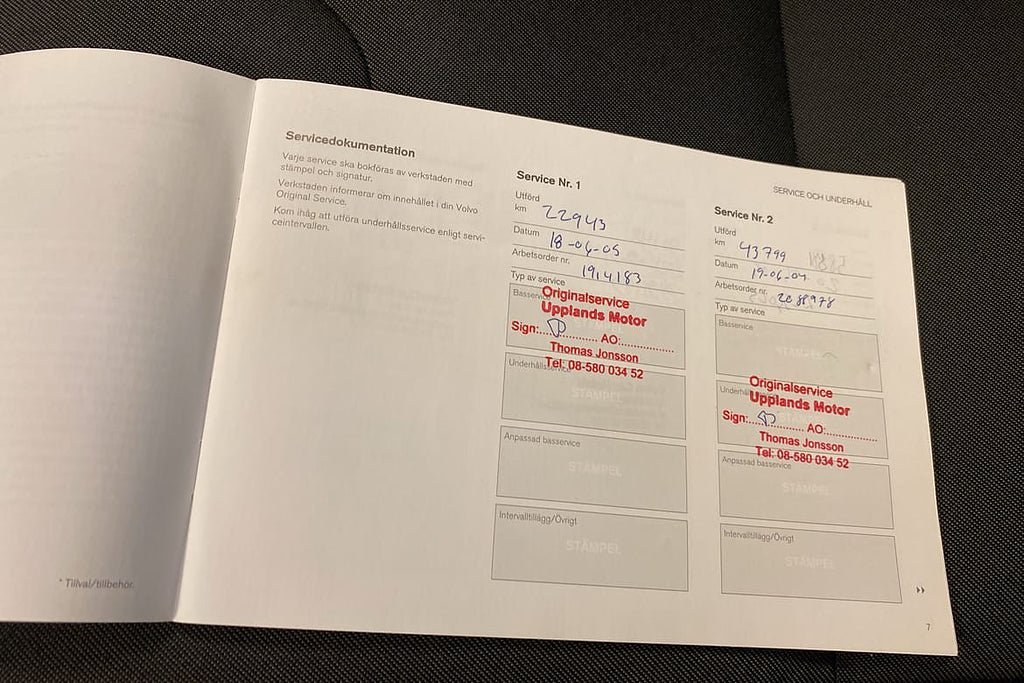 * Tillval/tillbehör.
Servicedokumentation
Varje service ska bokföras av verkstaden med
stämpel och signatur.
Verkstaden informerar om innehållet i din Volvo
Original Service.
Kom ihåg att utföra underhållsservice enligt servi-
ceintervallen.
Service Nr. 1
Utförd
km 22943
Datum 18-06-05
Arbetsorder nr. 1914183
Typ av service
Basservice
Originalservice
Upplands Motor
Sign:............... AO:...............
Thomas Jonsson
Tel: 08-580 034 52
Underhållsservice
STÄMPEL
Anpassad basservice
STÄMPEL
Intervalltillägg/Övrigt
STÄMPEL
SERVICE OCH UNDERHÅLL
Service Nr. 2
Utförd
km 43799
Datum 19-06-04
Arbetsorder nr. 2038978
Typ av service
Basservice
STÄMPEL
Originalservice
Upplands Motor
Sign:............... AO:...............
Thomas Jonsson
Tel: 08-580 034 52
Anpassad basservice
STÄMPEL
Intervalltillägg/Övrigt
STÄMPEL
7